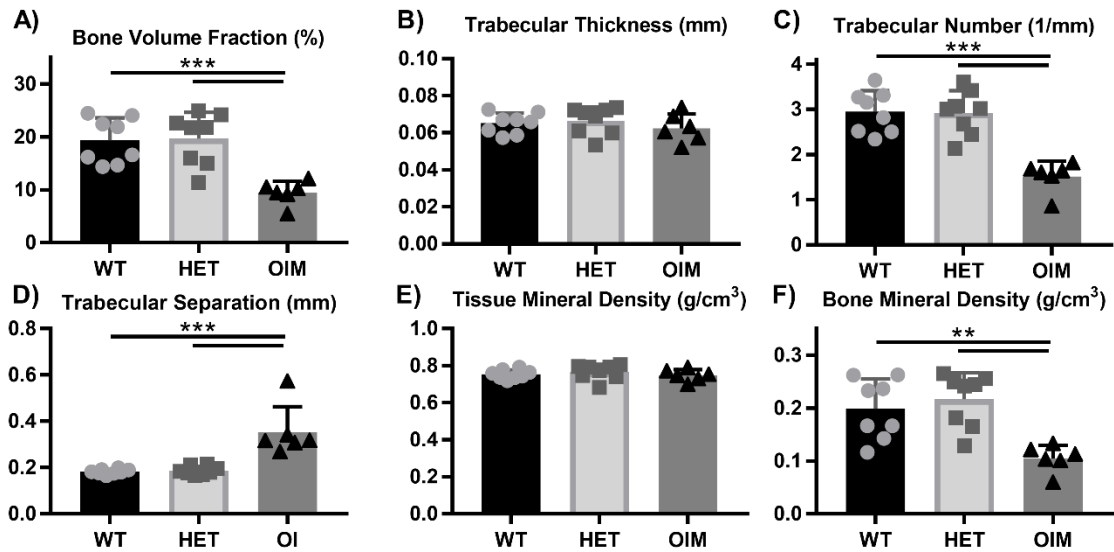 A) Bone Volume Fraction (%)
***
30
20
10
0
WT HET OIM
B) Trabecular Thickness (mm)
0.10
0.08
0.06
0.04
0.02
0.00
WT HET OIM
C) Trabecular Number (1/mm)
***
4
3
2
1
0
WT HET OIM
D) Trabecular Separation (mm)
***
0.8
0.6
0.4
0.2
0.0
WT HET OI
E) Tissue Mineral Density (g/cm³)
1.0
0.8
0.6
0.4
0.2
0.0
WT HET OIM
F) Bone Mineral Density (g/cm³)
**
0.3
0.2
0.1
0.0
WT HET OIM